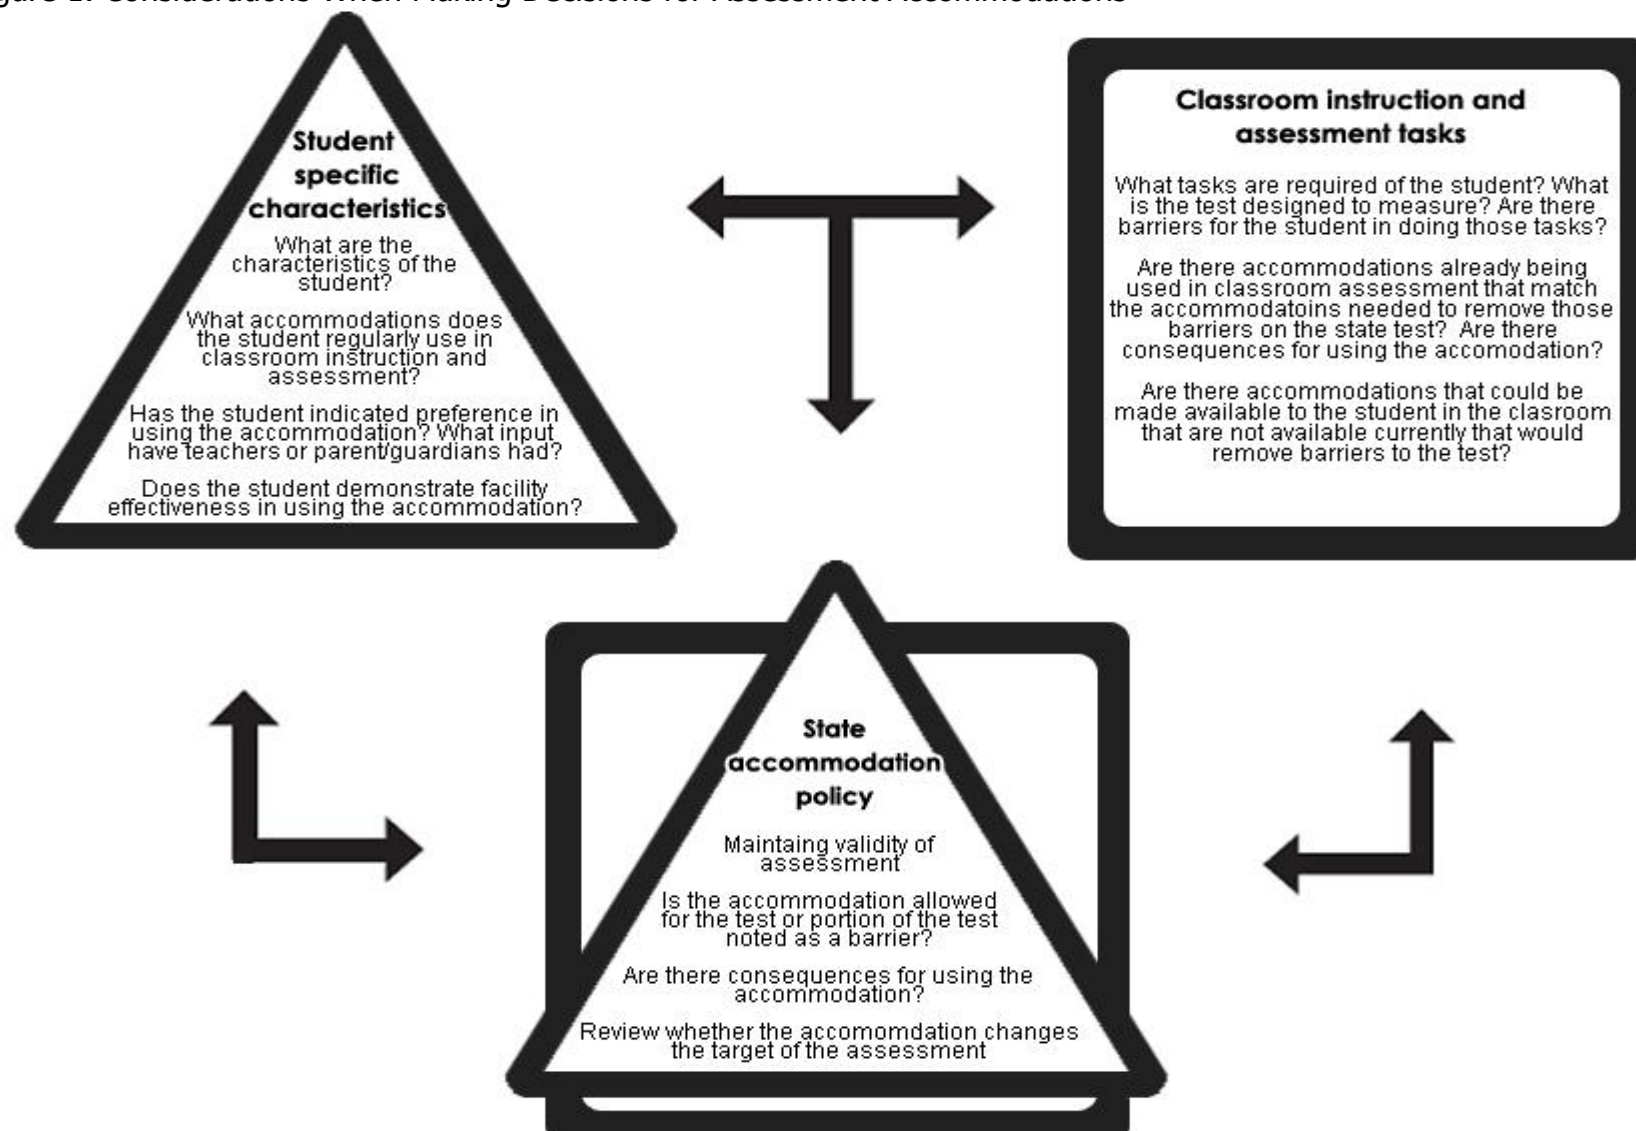 gure 1. Considerations When Making Decisions for Assessment Accommodations
Student
specific
characteristics
What are the
characteristics of the
student?
What accommodations does
the student regularly use in
classroom instruction and
assessment?
Has the student indicated preference in
using the accommodation? What input
have teachers or parent/guardians had?
Does the student demonstrate facility
effectiveness in using the accommodation?
Classroom instruction and
assessment tasks
What tasks are required of the student? What
is the test designed to measure? Are there
barriers for the student in doing those tasks?
Are there accommodations already being
used in classroom assessment that match
the accommodatoins needed to remove those
barriers on the state test? Are there
consequences for using the accomodation?
Are there accommodations that could be
made available to the student in the clasroom
that are not available currently that would
remove barriers to the test?
State
accommodation
policy
Maintaing validity of
assessment
Is the accommodation allowed
for the test or portion of the test
noted as a barrier?
Are there consequences for using the
accommodation?
Review whether the accomomdation changes
the target of the assessment